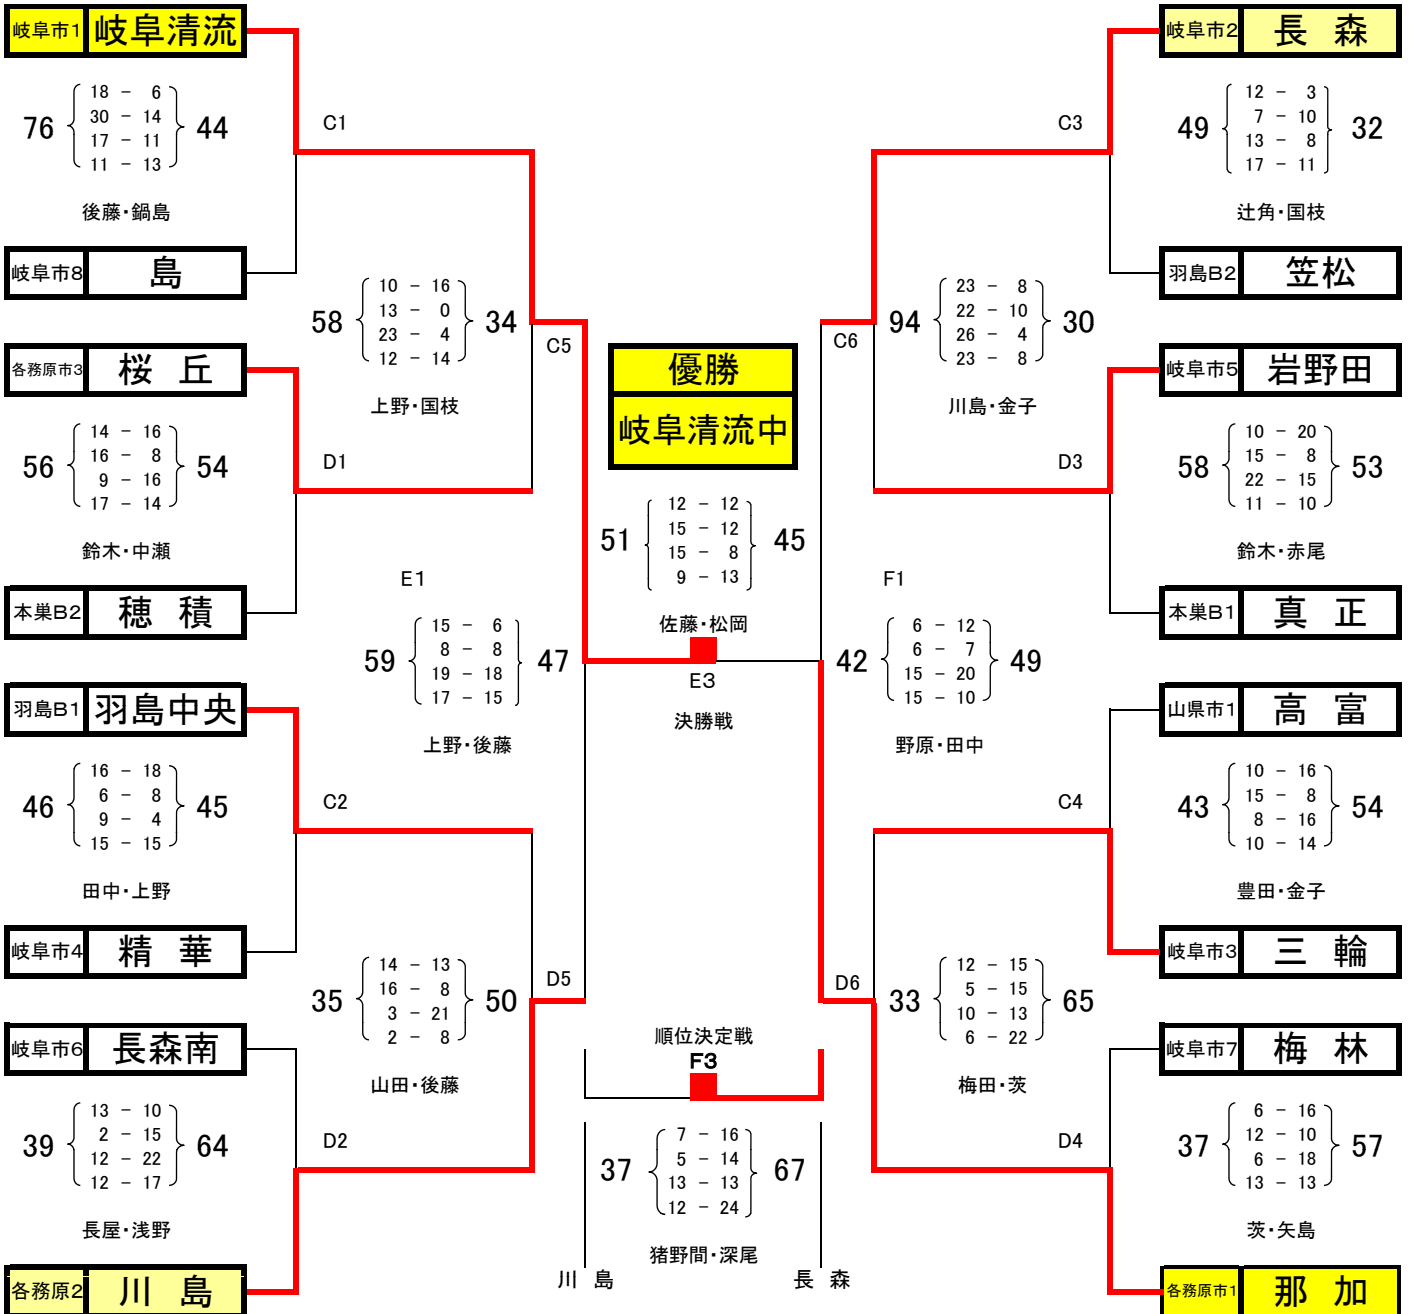 岐阜市1 岐阜清流
76 44
18 - 6
30 - 14
17 - 11
11 - 13
後藤・鍋島
C1
岐阜市8 島
58 34
10 - 16
13 - 0
23 - 4
12 - 14
上野・国枝
C5
各務原市3 桜 丘
56 54
14 - 16
16 - 8
9 - 16
17 - 14
鈴木・中瀬
D1
本巣B2 穂 積
E1
59 47
15 - 6
8 - 8
19 - 18
17 - 15
上野・後藤
羽島B1 羽島中央
46 45
16 - 18
6 - 8
9 - 4
15 - 15
田中・上野
C2
岐阜市4 精 華
35 50
14 - 13
16 - 8
3 - 21
2 - 8
山田・後藤
D5
岐阜市6 長森南
39 64
13 - 10
2 - 15
12 - 22
12 - 17
長屋・浅野
D2
各務原2 川 島
優勝
岐阜清流中
51 45
12 - 12
15 - 12
15 - 8
9 - 13
佐藤・松岡
E3
決勝戦
順位決定戦
F3
37 67
7 - 16
5 - 14
13 - 13
12 - 24
猪野間・深尾
川 島 長 森
岐阜市2 長 森
C3
49 32
12 - 3
7 - 10
13 - 8
17 - 11
辻角・国枝
羽島B2 笠松
C6
94 30
23 - 8
22 - 10
26 - 4
23 - 8
川島・金子
岐阜市5 岩野田
D3
58 53
10 - 20
15 - 8
22 - 15
11 - 10
鈴木・赤尾
本巣B1 真 正
F1
42 49
6 - 12
6 - 7
15 - 20
15 - 10
野原・田中
山県市1 高 富
C4
43 54
10 - 16
15 - 8
8 - 16
10 - 14
豊田・金子
岐阜市3 三 輪
D6
33 65
12 - 15
5 - 15
10 - 13
6 - 22
梅田・茨
岐阜市7 梅 林
D4
37 57
6 - 16
12 - 10
6 - 18
13 - 13
茨・矢島
各務原市1 那 加